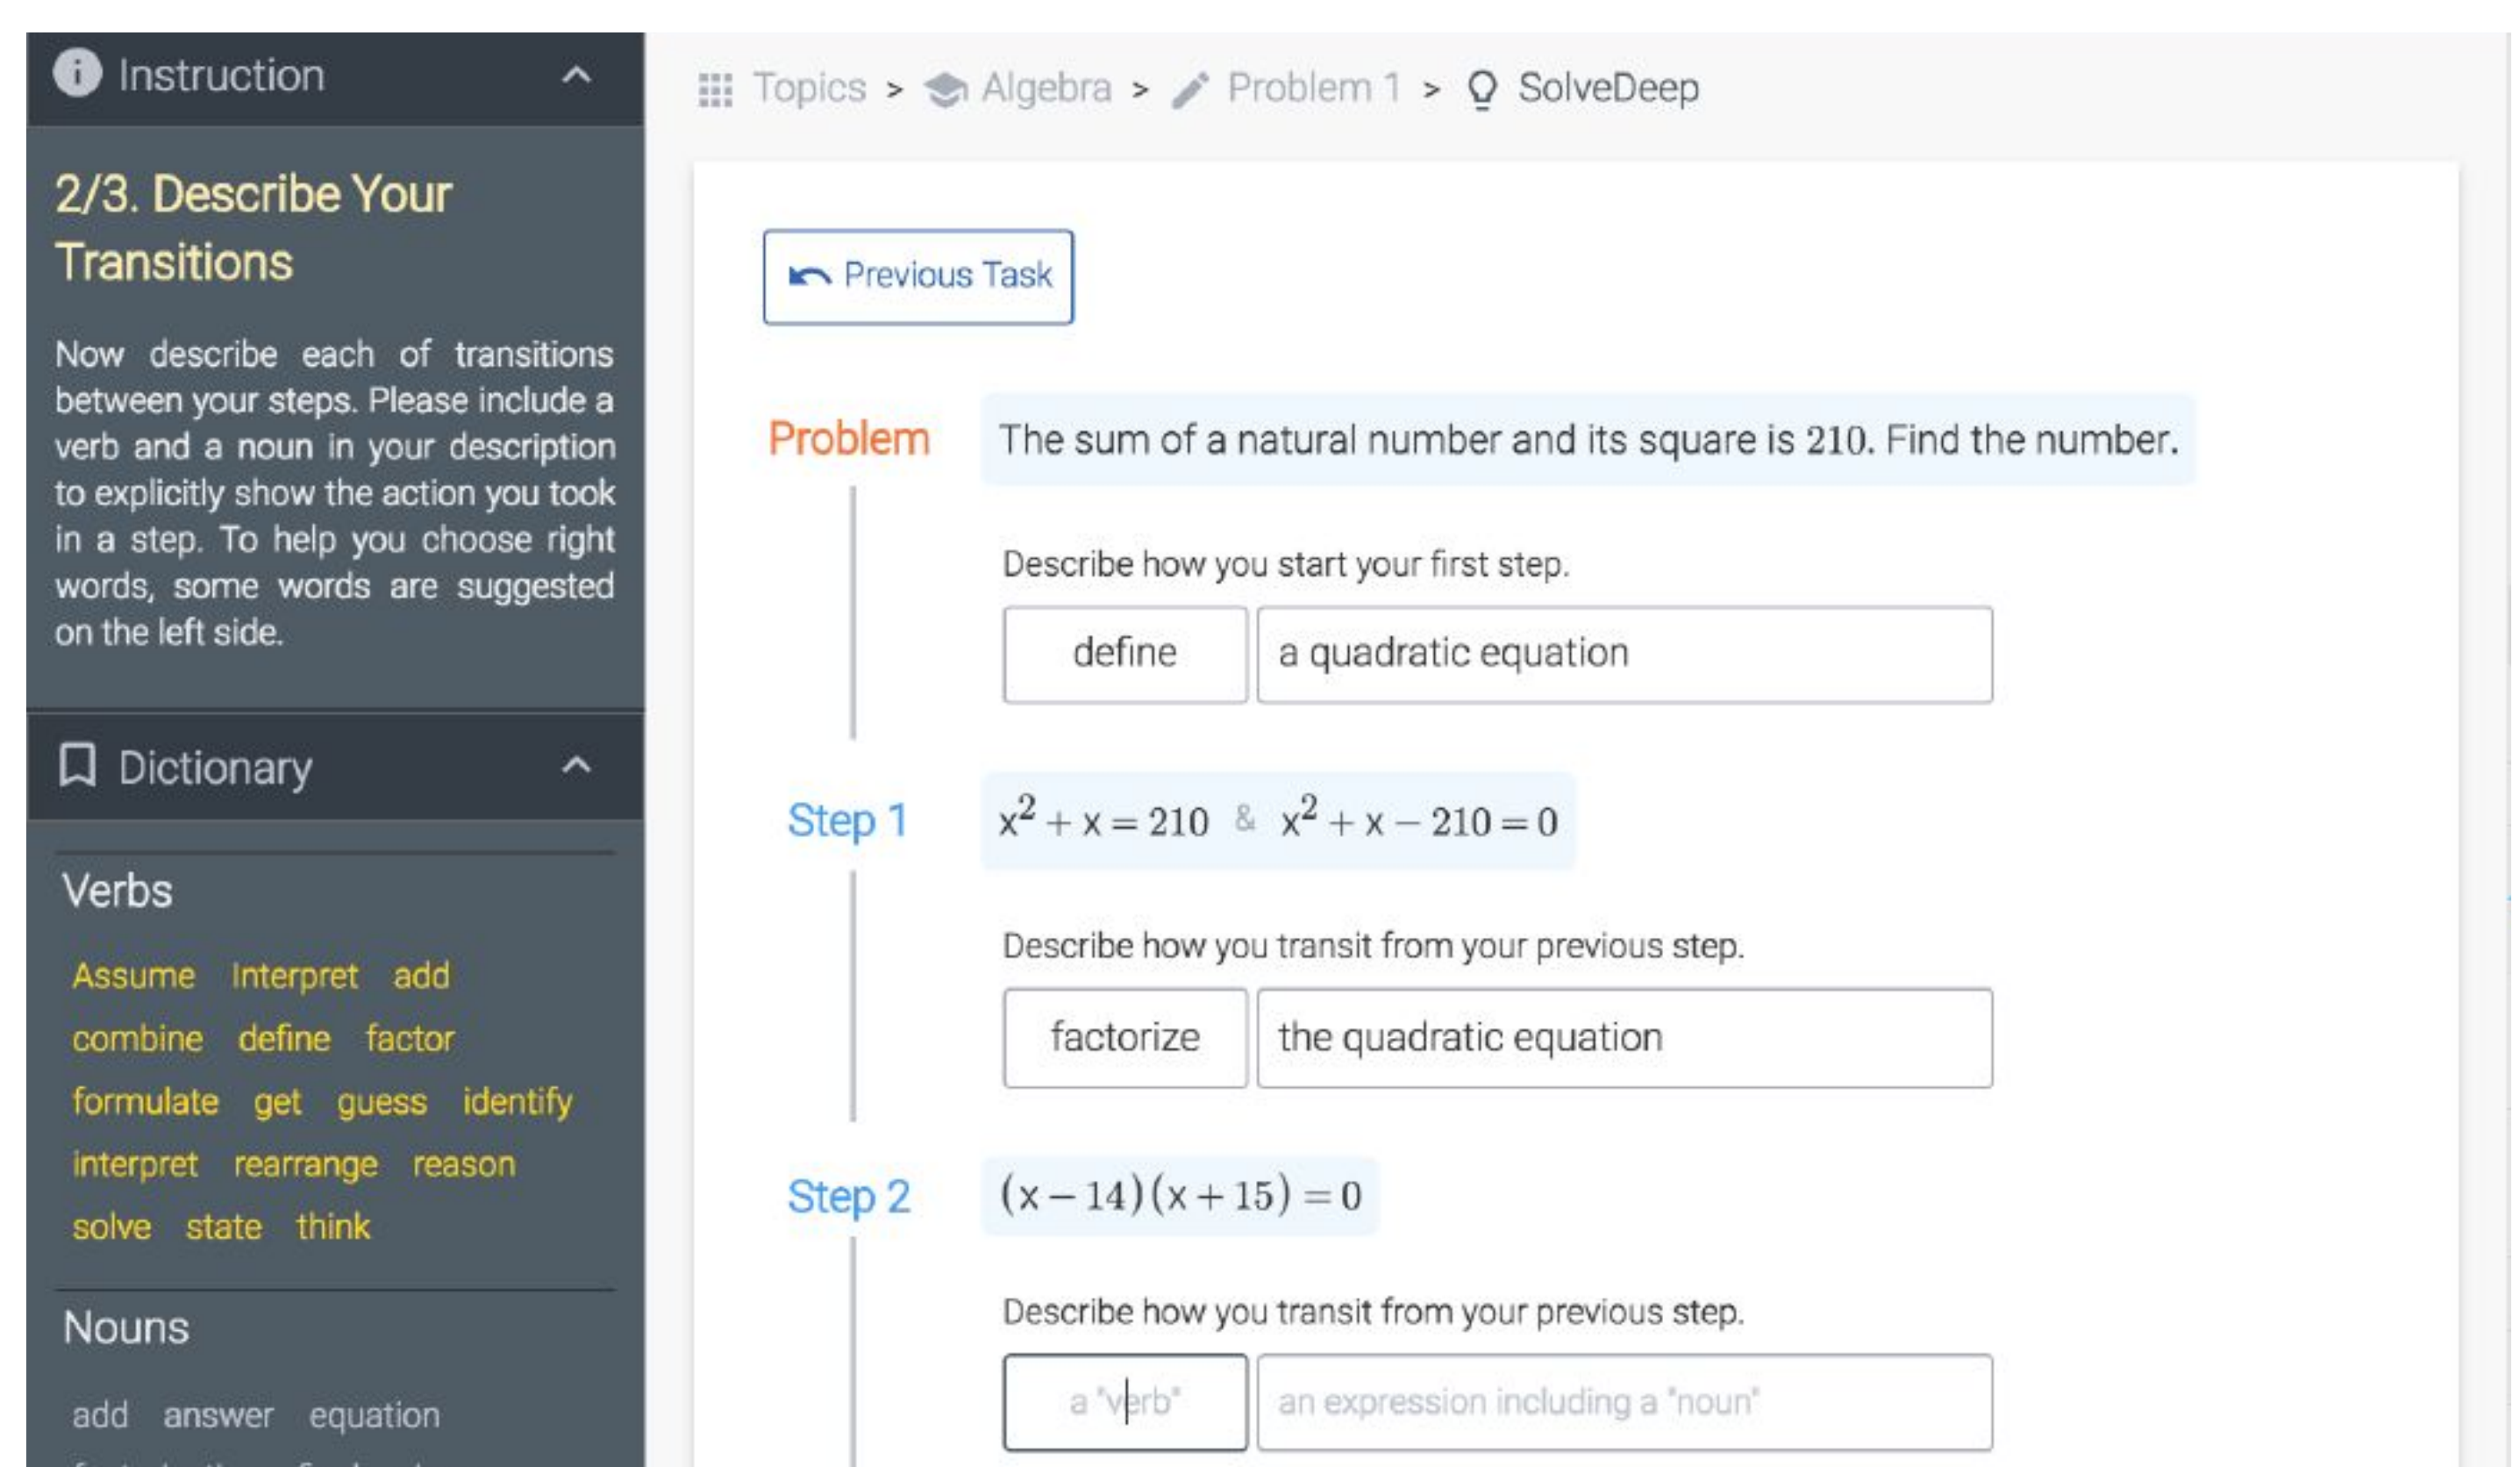 Instruction
2/3. Describe Your
Transitions
Now describe each of transitions
between your steps. Please include a
verb and a noun in your description
to explicitly show the action you took
in a step. To help you choose right
words, some words are suggested
on the left side.
Dictionary
Verbs
Assume Interpret add
combine define factor
formulate get guess identify
interpret rearrange reason
solve state think
Nouns
add answer equation
Topics > Algebra > Problem 1 > SolveDeep
Previous Task
Problem The sum of a natural number and its square is 210. Find the number.
Describe how you start your first step.
define a quadratic equation
Step 1 x² + x = 210 & x² + x − 210 = 0
Describe how you transit from your previous step.
factorize the quadratic equation
Step 2 (x − 14)(x + 15) = 0
Describe how you transit from your previous step.
a "verb" an expression including a "noun"